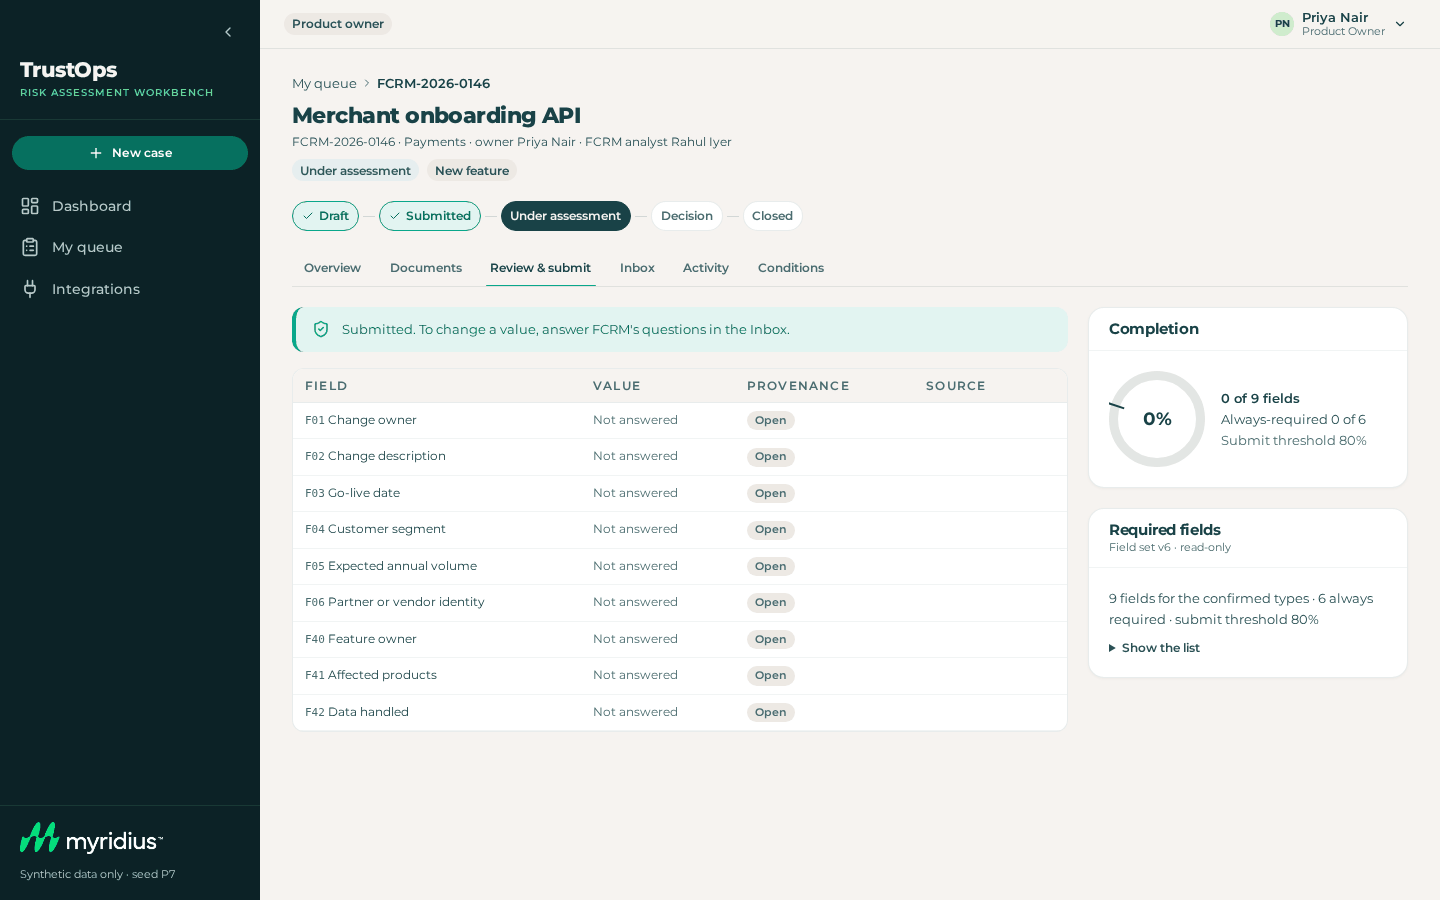 TrustOps
RISK ASSESSMENT WORKBENCH
New case
Dashboard
My queue
Integrations
myridius™
Synthetic data only · seed P7
Product owner
PN
Priya Nair
Product Owner
My queue > FCRM-2026-0146
Merchant onboarding API
FCRM-2026-0146 · Payments · owner Priya Nair · FCRM analyst Rahul Iyer
Under assessment New feature
Draft Submitted Under assessment Decision Closed
Overview Documents Review & submit Inbox Activity Conditions
Submitted. To change a value, answer FCRM's questions in the Inbox.
FIELD VALUE PROVENANCE SOURCE
F01 Change owner Not answered Open
F02 Change description Not answered Open
F03 Go-live date Not answered Open
F04 Customer segment Not answered Open
F05 Expected annual volume Not answered Open
F06 Partner or vendor identity Not answered Open
F40 Feature owner Not answered Open
F41 Affected products Not answered Open
F42 Data handled Not answered Open
Completion
0%
0 of 9 fields
Always-required 0 of 6
Submit threshold 80%
Required fields
Field set v6 · read-only
9 fields for the confirmed types · 6 always
required · submit threshold 80%
Show the list